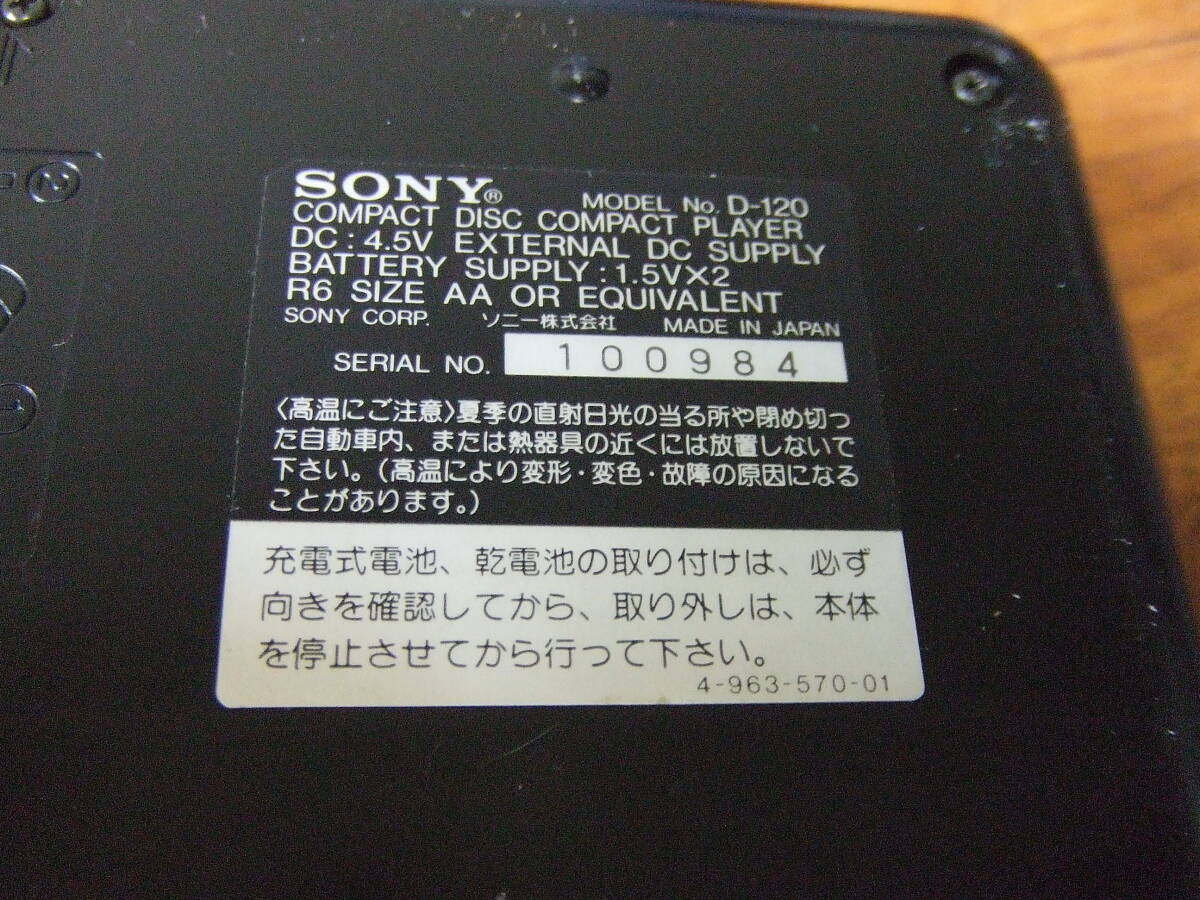 SONY®
MODEL No. D-120
COMPACT DISC COMPACT PLAYER
DC : 4.5V EXTERNAL DC SUPPLY
BATTERY SUPPLY : 1.5V×2
R6 SIZE AA OR EQUIVALENT
SONY CORP. ソニー株式会社 MADE IN JAPAN
SERIAL NO. 100984
〈高温にご注意〉夏季の直射日光の当る所や閉め切っ
た自動車内、または熱器具の近くには放置しないで
下さい。(高温により変形・変色・故障の原因になる
ことがあります。)
充電式電池、乾電池の取り付けは、必ず
向きを確認してから、取り外しは、本体
を停止させてから行って下さい。
4-963-570-01
②
①